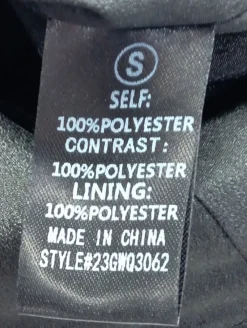 S
SELF:
100%POLYESTER
CONTRAST:
100%POLYESTER
LINING:
100%POLYESTER
MADE IN CHINA
STYLE#23GWQ3062